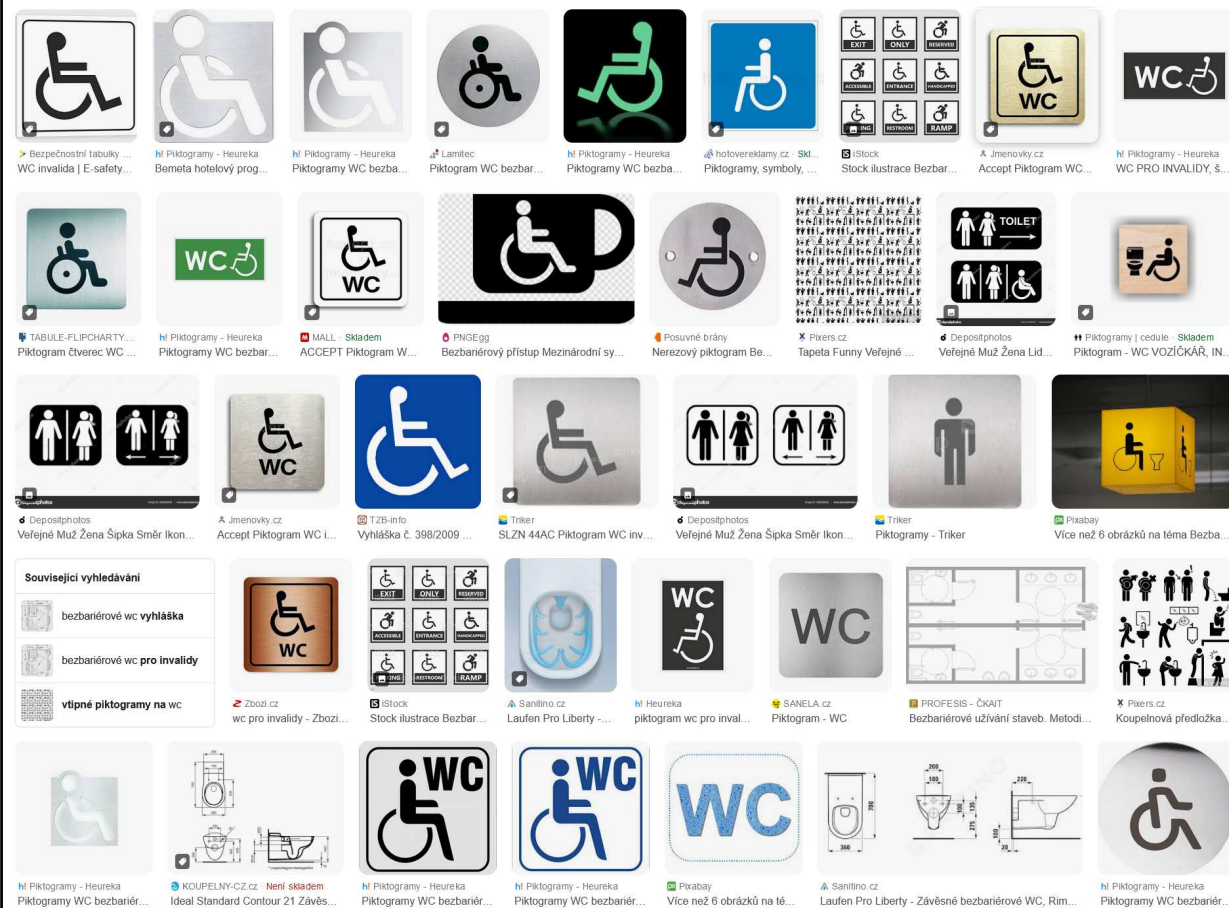 EXIT ONLY RESERVED
ACCESSIBLE ENTRANCE HANDICAPPED
RESTROOM RAMP
WC
WC
Bezpečnostní tabulky ...
WC invalida | E-safety...
h! Piktogramy - Heureka
Bemeta hotelový prog...
h! Piktogramy - Heureka
Piktogramy WC bezba...
Lamitec
Piktogram WC bezbar...
h! Piktogramy - Heureka
Piktogramy WC bezba...
hotovereklamy.cz · Skl...
Piktogramy, symboly, ...
iStock
Stock ilustrace Bezbar...
Jmenovky.cz
Accept Piktogram WC...
h! Piktogramy - Heureka
WC PRO INVALIDY, š...
WC
WC
TOILET
TABULE-FLIPCHARTY....
Piktogram čtverec WC ...
h! Piktogramy - Heureka
Piktogramy WC bezbar...
MALL · Skladem
ACCEPT Piktogram W...
PNGEgg
Bezbariérový přístup Mezinárodní sy...
Posuvné brány
Nerezový piktogram Be...
Pixers.cz
Tapeta Funny Veřejné ...
Depositphotos
Veřejné Muž Žena Lid...
Piktogramy | cedule · Skladem
Piktogram - WC VOZÍČKÁŘ, IN...
WC
Depositphotos
Veřejné Muž Žena Šipka Směr Ikon...
Jmenovky.cz
Accept Piktogram WC i...
TZB-info
Vyhláška č. 398/2009 ...
Triker
SLZN 44AC Piktogram WC inv...
Depositphotos
Veřejné Muž Žena Šipka Směr Ikon...
Triker
Piktogramy - Triker
Pixabay
Více než 6 obrázků na téma Bezba...
Související vyhledávání
bezbariérové wc vyhláška
bezbariérové wc pro invalidy
vtipné piktogramy na wc
WC
EXIT ONLY RESERVED
ACCESSIBLE ENTRANCE HANDICAPPED
RESTROOM RAMP
WC
WC
Zbozi.cz
wc pro invalidy - Zbozi...
iStock
Stock ilustrace Bezbar...
Sanitino.cz
Laufen Pro Liberty -...
h! Heureka
piktogram wc pro inval...
SANELA.cz
Piktogram - WC
PROFESIS - ČKAIT
Bezbariérové užívání staveb. Metodi...
Pixers.cz
Koupelnová předložka...
WC
WC
WC
200
180
220
700
360
100
135
275
100
20
h! Piktogramy - Heureka
Piktogramy WC bezbariér...
KOUPELNY-CZ.cz · Není skladem
Ideal Standard Contour 21 Závěs...
h! Piktogramy - Heureka
Piktogramy WC bezbariér...
h! Piktogramy - Heureka
Piktogramy WC bezbariér...
Pixabay
Více než 6 obrázků na té...
Sanitino.cz
Laufen Pro Liberty - Závěsné bezbariérové WC, Rim...
h! Piktogramy - Heureka
Piktogramy WC bezbariér...